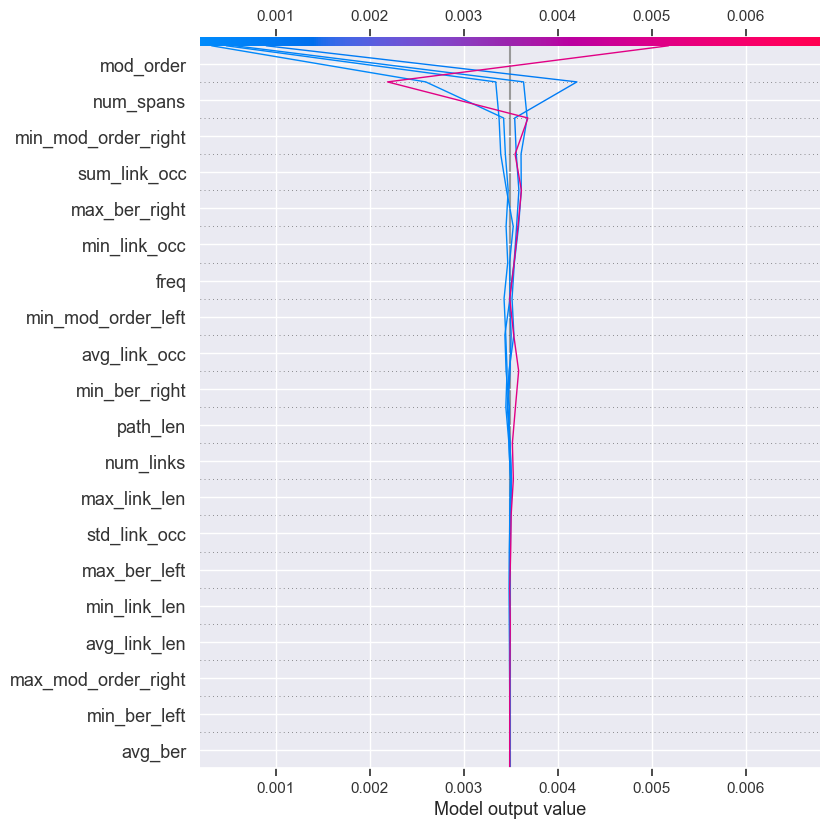 0.001 0.002 0.003 0.004 0.005 0.006
mod_order
num_spans
min_mod_order_right
sum_link_occ
max_ber_right
min_link_occ
freq
min_mod_order_left
avg_link_occ
min_ber_right
path_len
num_links
max_link_len
std_link_occ
max_ber_left
min_link_len
avg_link_len
max_mod_order_right
min_ber_left
avg_ber
0.001 0.002 0.003 0.004 0.005 0.006
Model output value